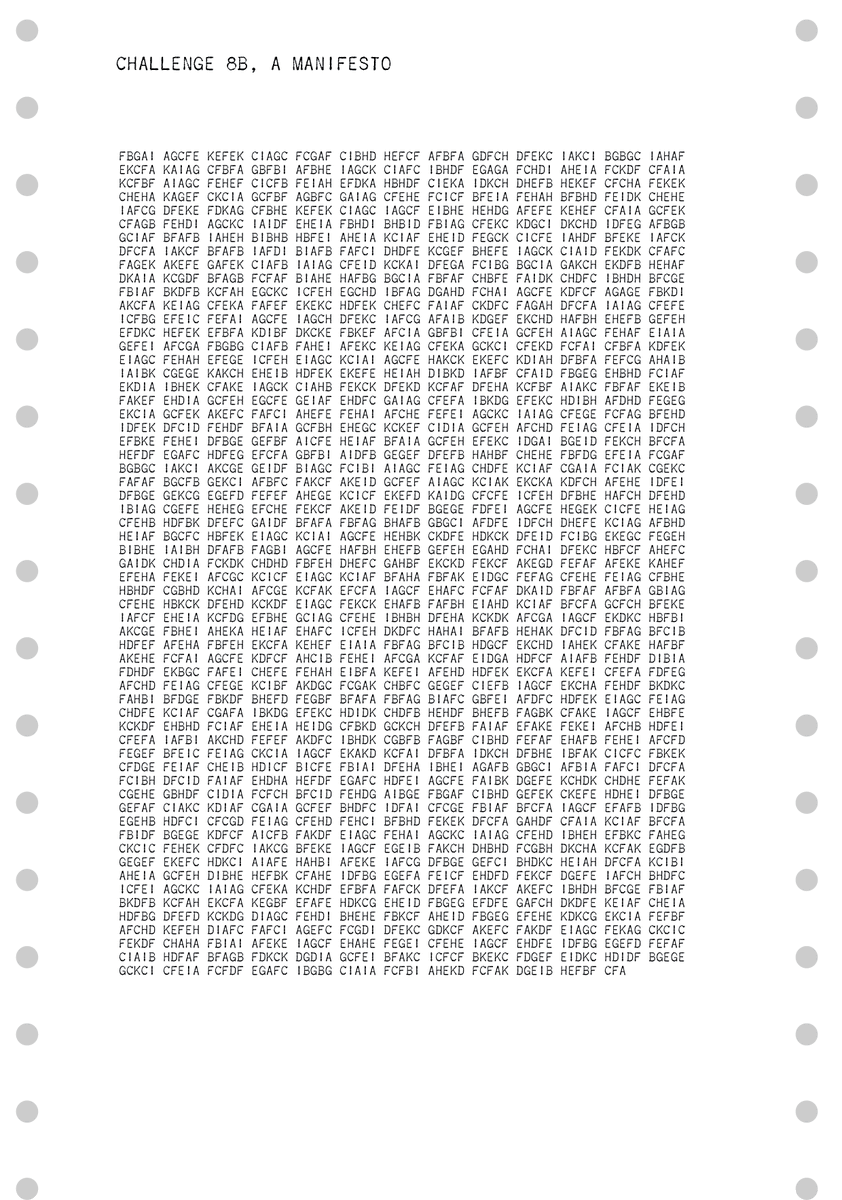 CHALLENGE 8B, A MANIFESTO
FBGAI AGCFE KEFEK CIAGC FCGAF CIBHD HEFCF AFBFA GDFCH DFEKC IAKCI BGBGC IAHAF
EKCFA KAIAG CFBFA GBFBI AFBHE IAGCK CIAFC IBHDF EGAGA FCHDI AHEIA FCKDF CFAIA
KCFBF AIAGC FEHEF CICFB FEIAH EFDKA HBHDF CIEKA IDKCH DHEFB HEKEF CFCHA FEKEK
CHEHA KAGEF CKCIA GCFBF AGBFC GAIAG CFEHE FCICF BFEIA FEHAH BFBHD FEIDK CHEHE
IAFCG DFEKE FDKAG CFBHE KEFEK CIAGC IAGCF EIBHE HEHDG AFEFE KEHEF CFAIA GCFEK
CFAGB FEHDI AGCKC IAIDF EHEIA FBHDI BHBID FBIAG CFEKC KDGCI DKCHD IDFEG AFBGB
GCIAF BFAFB IAHEH BIBHB HBFEI AHEIA KCIAF EHEID FEGCK CICFE IAHDF BFEKE IAFCK
DFCFA IAKCF BFAFB IAFDI BIAFB FAFCI DHDFE KCGEF BHEFE IAGCK CIAID FEKDK CFAFC
FAGEK AKEFE GAFEK CIAFB IAIAG CFEID KCKAI DFEGA FCIBG BGCIA GAKCH EKDFB HEHAF
DKAIA KCGDF BFAGB FCFAF BIAHE HAFBG BGCIA FBFAF CHBFE FAIDK CHDFC IBHDH BFCGE
FBIAF BKDFB KCFAH EGCKC ICFEH EGCHD IBFAG DGAHD FCHAI AGCFE KDFCF AGAGE FBKDI
AKCFA KEIAG CFEKA FAFEF EKEKC HDFEK CHEFC FAIAF CKDFC FAGAH DFCFA IAIAG CFEFE
ICFBG EFEIC FEFAI AGCFE IAGCH DFEKC IAFCG AFAIB KDGEF EKCHD HAFBH EHEFB GEFEH
EFDKC HEFEK EFBFA KDIBF DKCKE FBKEF AFCIA GBFBI CFEIA GCFEH AIAGC FEHAF EIAIA
GEFEI AFCGA FBGBG CIAFB FAHEI AFEKC KEIAG CFEKA GCKCI CFEKD FCFAI CFBFA KDFEK
EIAGC FEHAH EFEGE ICFEH EIAGC KCIAI AGCFE HAKCK EKEFC KDIAH DFBFA FEFCG AHAIB
IAIBK CGEGE KAKCH EHEIB HDFEK EKEFE HEIAH DIBKD IAFBF CFAID FBGEG EHBHD FCIAF
EKDIA IBHEK CFAKE IAGCK CIAHB FEKCK DFEKD KCFAF DFEHA KCFBF AIAKC FBFAF EKEIB
FAKEF EHDIA GCFEH EGCFE GEIAF EHDFC GAIAG CFEFA IBKDG EFEKC HDIBH AFDHD FEGEG
EKCIA GCFEK AKEFC FAFCI AHEFE FEHAI AFCHE FEFEI AGCKC IAIAG CFEGE FCFAG BFEHD
IDFEK DFCID FEHDF BFAIA GCFBH EHEGC KCKEF CIDIA GCFEH AFCHD FEIAG CFEIA IDFCH
EFBKE FEHEI DFBGE GEFBF AICFE HEIAF BFAIA GCFEH EFEKC IDGAI BGEID FEKCH BFCFA
HEFDF EGAFC HDFEG EFCFA GBFBI AIDFB GEGEF DFEFB HAHBF CHEHE FBFDG EFEIA FCGAF
BGBGC IAKCI AKCGE GEIDF BIAGC FCIBI AIAGC FEIAG CHDFE KCIAF CGAIA FCIAK CGEKC
FAFAF BGCFB GEKCI AFBFC FAKCF AKEID GCFEF AIAGC KCIAK EKCKA KDFCH AFEHE IDFEI
DFBGE GEKCG EGEFD FEFEF AHEGE KCICF EKEFD KAIDG CFCFE ICFEH DFBHE HAFCH DFEHD
IBIAG CGEFE HEHEG EFCHE FEKCF AKEID FEIDF BGEGE FDFEI AGCFE HEGEK CICFE HEIAG
CFEHB HDFBK DFEFC GAIDF BFAFA FBFAG BHAFB GBGCI AFDFE IDFCH DHEFE KCIAG AFBHD
HEIAF BGCFC HBFEK EIAGC KCIAI AGCFE HEHBK CKDFE HDKCK DFEID FCIBG EKEGC FEGEH
BIBHE IAIBH DFAFB FAGBI AGCFE HAFBH EHEFB GEFEH EGAHD FCHAI DFEKC HBFCF AHEFC
GAIDK CHDIA FCKDK CHDHD FBFEH DHEFC GAHBF EKCKD FEKCF AKEGD FEFAF AFEKE KAHEF
EFEHA FEKEI AFCGC KCICF EIAGC KCIAF BFAHA FBFAK EIDGC FEFAG CFEHE FEIAG CFBHE
HBHDF CGBHD KCHAI AFCGE KCFAK EFCFA IAGCF EHAFC FCFAF DKAID FBFAF AFBFA GBIAG
CFEHE HBKCK DFEHD KCKDF EIAGC FEKCK EHAFB FAFBH EIAHD KCIAF BFCFA GCFCH BFEKE
IAFCF EHEIA KCFDG EFBHE GCIAG CFEHE IBHBH DFEHA KCKDK AFCGA IAGCF EKDKC HBFBI
AKCGE FBHEI AHEKA HEIAF EHAFC ICFEH DKDFC HAHAI BFAFB HEHAK DFCID FBFAG BFCIB
HDFEF AFEHA FBFEH EKCFA KEHEF EIAIA FBFAG BFCIB HDGCF EKCHD IAHEK CFAKE HAFBF
AKEHE FCFAI AGCFE KDFCF AHCIB FEHEI AFCGA KCFAF EIDGA HDFCF AIAFB FEHDF DIBIA
FDHDF EKBGC FAFEI CHEFE FEHAH EIBFA KEFEI AFEHD HDFEK EKCFA KEFEI CFEFA FDFEG
AFCHD FEIAG CFEGE KCIBF AKDGC FCGAK CHBFC GEGEF CIEFB IAGCF EKCHA FEHDF BKDKC
FAHBI BFDGE FBKDF BHEFD FEGBF BFAFA FBFAG BIAFC GBFEI AFDFC HDFEK EIAGC FEIAG
CHDFE KCIAF CGAFA IBKDG EFEKC HDIDK CHDFB HEHDF BHEFB FAGBK CFAKE IAGCF EHBFE
KCKDF EHBHD FCIAF EHEIA HEIDG CFBKD GCKCH DFEFB FAIAF EFAKE FEKEI AFCHB HDFEI
CFEFA IAFBI AKCHD FEFEF AKDFC IBHDK CGBFB FAGBF CIBHD FEFAF EHAFB FEHEI AFCFD
FEGEF BFEIC FEIAG CKCIA IAGCF EKAKD KCFAI DFBFA IDKCH DFBHE IBFAK CICFC FBKEK
CFDGE FEIAF CHEIB HDICF BICFE FBIAI DFEHA IBHEI AGAFB GBGCI AFBIA FAFCI DFCFA
FCIBH DFCID FAIAF EHDHA HEFDF EGAFC HDFEI AGCFE FAIBK DGEFE KCHDK CHDHE FEFAK
CGEHE GBHDF CIDIA FCFCH BFCID FEHDG AIBGE FBGAF CIBHD GEFEK CKEFE HDHEI DFBGE
GEFAF CIAKC KDIAF CGAIA GCFEF BHDFC IDFAI CFCGE FBIAF BFCFA IAGCF EFAFB IDFBG
EGEHB HDFCI CFCGD FEIAG CFEHD FEHCI BFBHD FEKEK DFCFA GAHDF CFAIA KCIAF BFCFA
FBIDF BGEGE KDFCF AICFB FAKDF EIAGC FEHAI AGCKC IAIAG CFEHD IBHEH EFBKC FAHEG
CKCIC FEHEK CFDFC IAKCG BFEKE IAGCF EGEIB FAKCH DHBHD FCGBH DKCHA KCFAK EGDFB
GEGEF EKEFC HDKCI AIAFE HAHBI AFEKE IAFCG DFBGE GEFCI BHDKC HEIAH DFCFA KCIBI
AHEIA GCFEH DIBHE HEFBK CFAHE IDFBG EGEFA FEICF EHDFD FEKCF DGEFE IAFCH BHDFC
ICFEI AGCKC IAIAG CFEKA KCHDF EFBFA FAFCK DFEFA IAKCF AKEFC IBHDH BFCGE FBIAF
BKDFB KCFAH EKCFA KEGBF EFAFE HDKCG EHEID FBGEG EFDFE GAFCH DKDFE KEIAF CHEIA
HDFBG DFEFD KCKDG DIAGC FEHDI BHEHE FBKCF AHEID FBGEG EFEHE KDKCG EKCIA FEFBF
AFCHD KEFEH DIAFC FAFCI AGEFC FCGDI DFEKC GDKCF AKEFC FAKDF EIAGC FEKAG CKCIC
FEKDF CHAHA FBIAI AFEKE IAGCF EHAHE FEGEI CFEHE IAGCF EHDFE IDFBG EGEFD FEFAF
CIAIB HDFAF BFAGB FDKCK DGDIA GCFEI BFAKC ICFCF BKEKC FDGEF EIDKC HDIDF BGEGE
GCKCI CFEIA FCFDF EGAFC IBGBG CIAIA FCFBI AHEKD FCFAK DGEIB HEFBF CFA